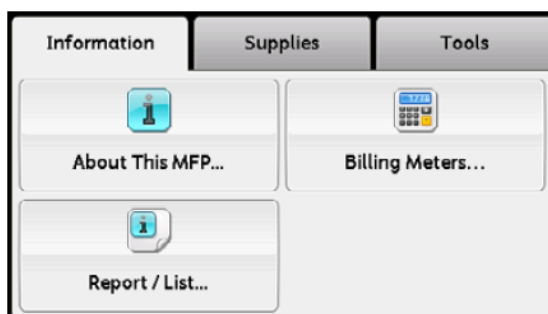 Information Supplies Tools
About This MFP... Billing Meters...
Report / List...